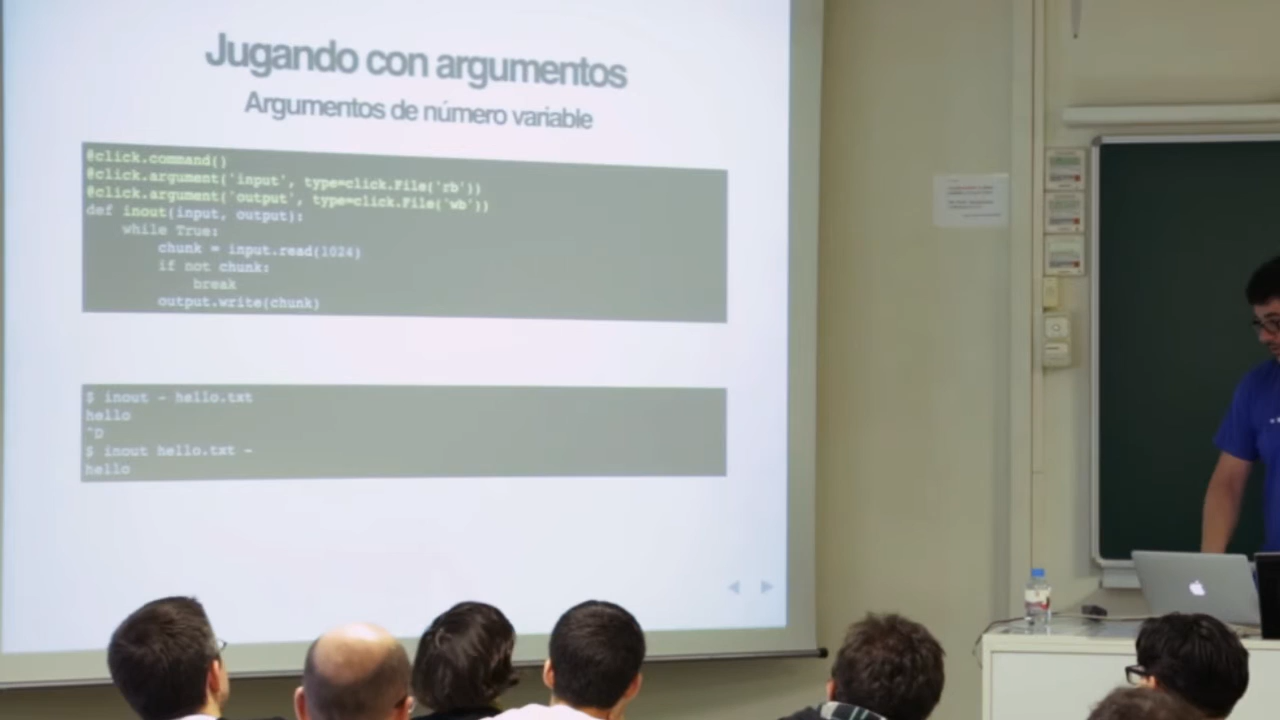 Jugando con argumentos
Argumentos de número variable
@click.command()
@click.argument('input', type=click.File('rb'))
@click.argument('output', type=click.File('wb'))
def inout(input, output):
    while True:
        chunk = input.read(1024)
        if not chunk:
            break
        output.write(chunk)
$ inout - hello.txt
hello
^D
$ inout hello.txt -
hello